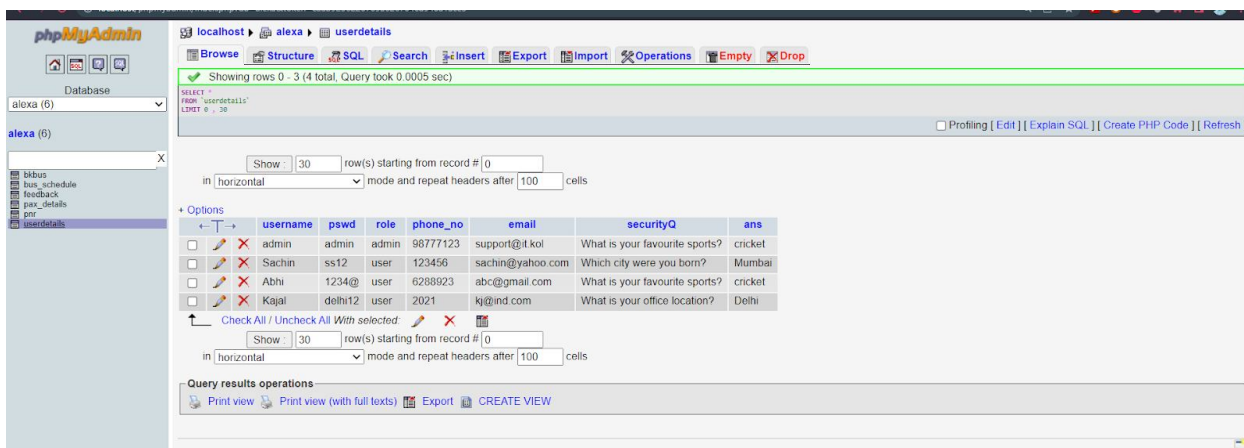 phpMyAdmin
Database
alexa (6)
alexa (6)
X
bkbus
bus_schedule
feedback
pax_details
pnr
userdetails
localhost alexa userdetails
Browse Structure SQL Search Insert Export Import Operations Empty Drop
Showing rows 0 - 3 (4 total, Query took 0.0005 sec)
SELECT *
FROM `userdetails`
LIMIT 0 , 30
Profiling [ Edit ] [ Explain SQL ] [ Create PHP Code ] [ Refresh
Show : 30 row(s) starting from record # 0
in horizontal mode and repeat headers after 100 cells
+ Options
←T→ username pswd role phone_no email securityQ ans
admin admin admin 98777123 support@it.kol What is your favourite sports? cricket
Sachin ss12 user 123456 sachin@yahoo.com Which city were you born? Mumbai
Abhi 1234@ user 6288923 abc@gmail.com What is your favourite sports? cricket
Kajal delhi12 user 2021 kj@ind.com What is your office location? Delhi
Check All / Uncheck All With selected:
Show : 30 row(s) starting from record # 0
in horizontal mode and repeat headers after 100 cells
Query results operations
Print view Print view (with full texts) Export CREATE VIEW